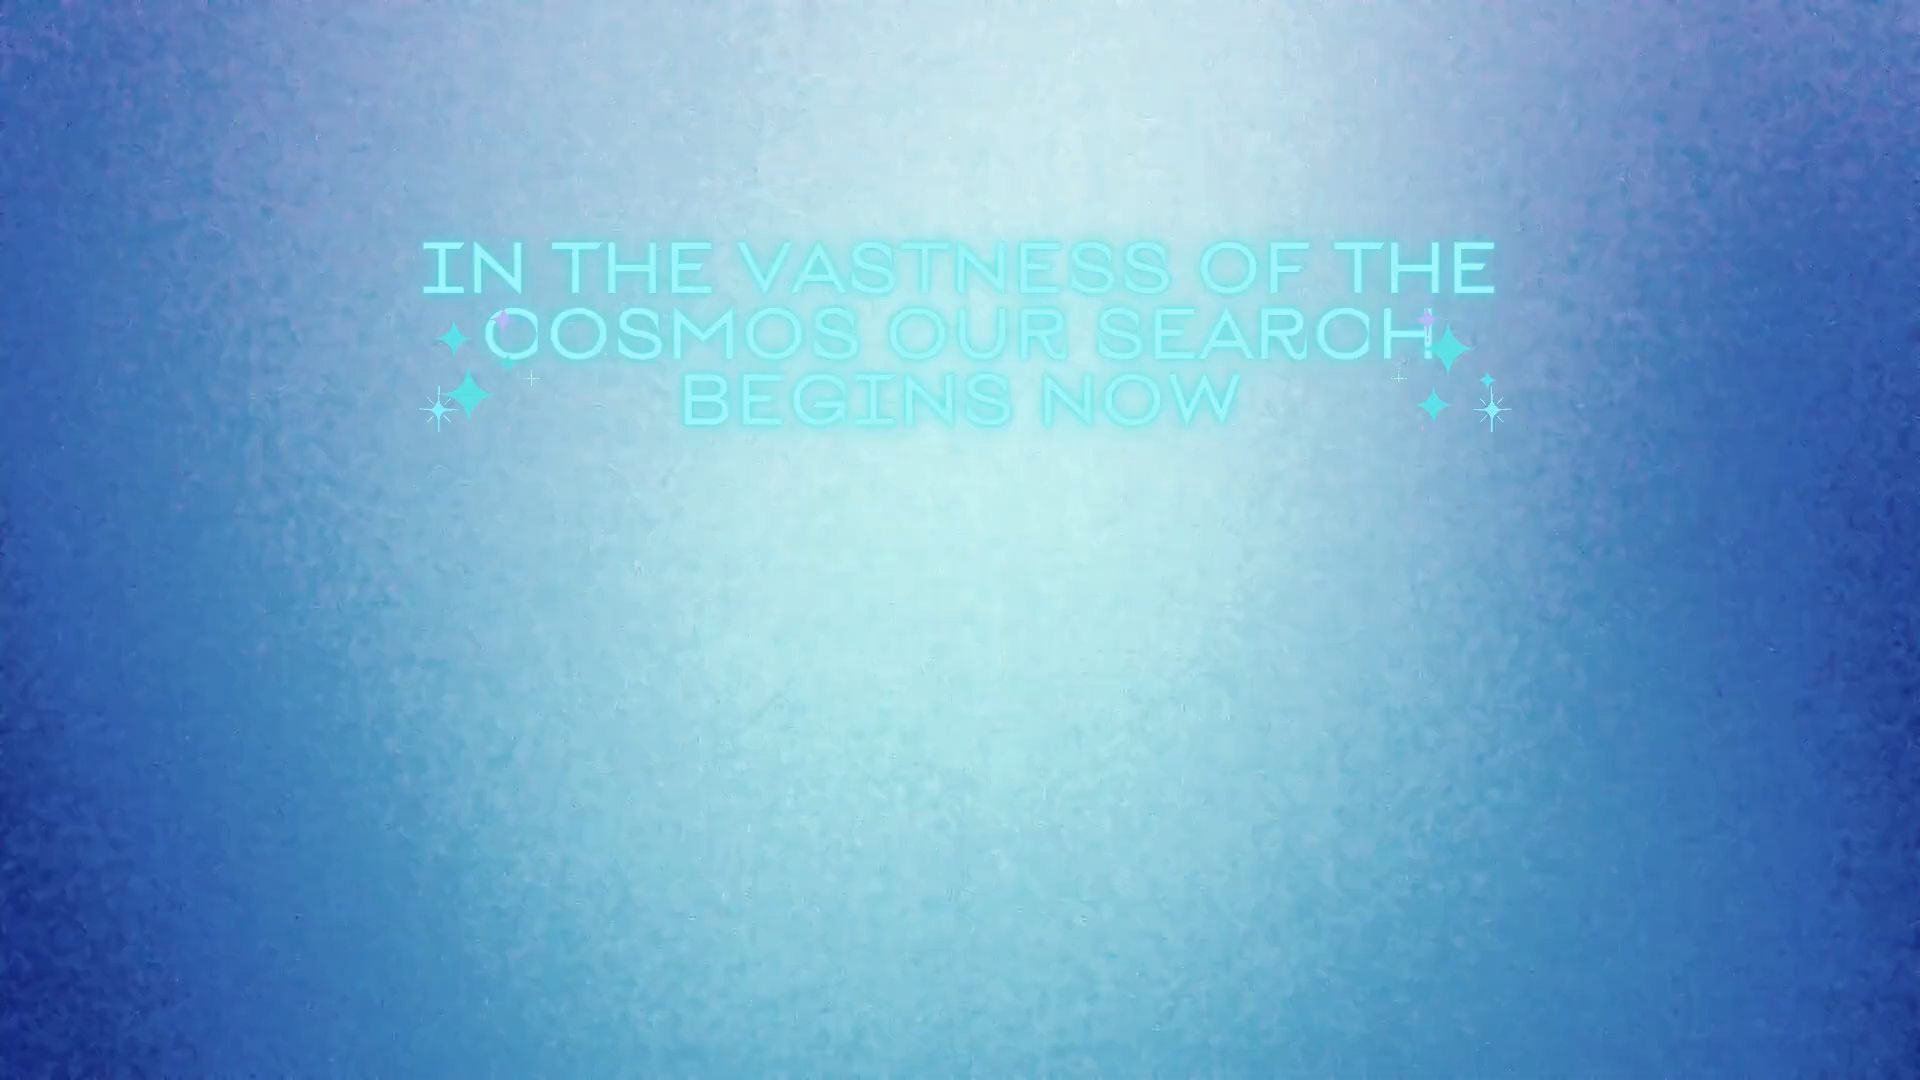 IN THE VASTNESS OF THE
COSMOS OUR SEARCH
BEGINS NOW